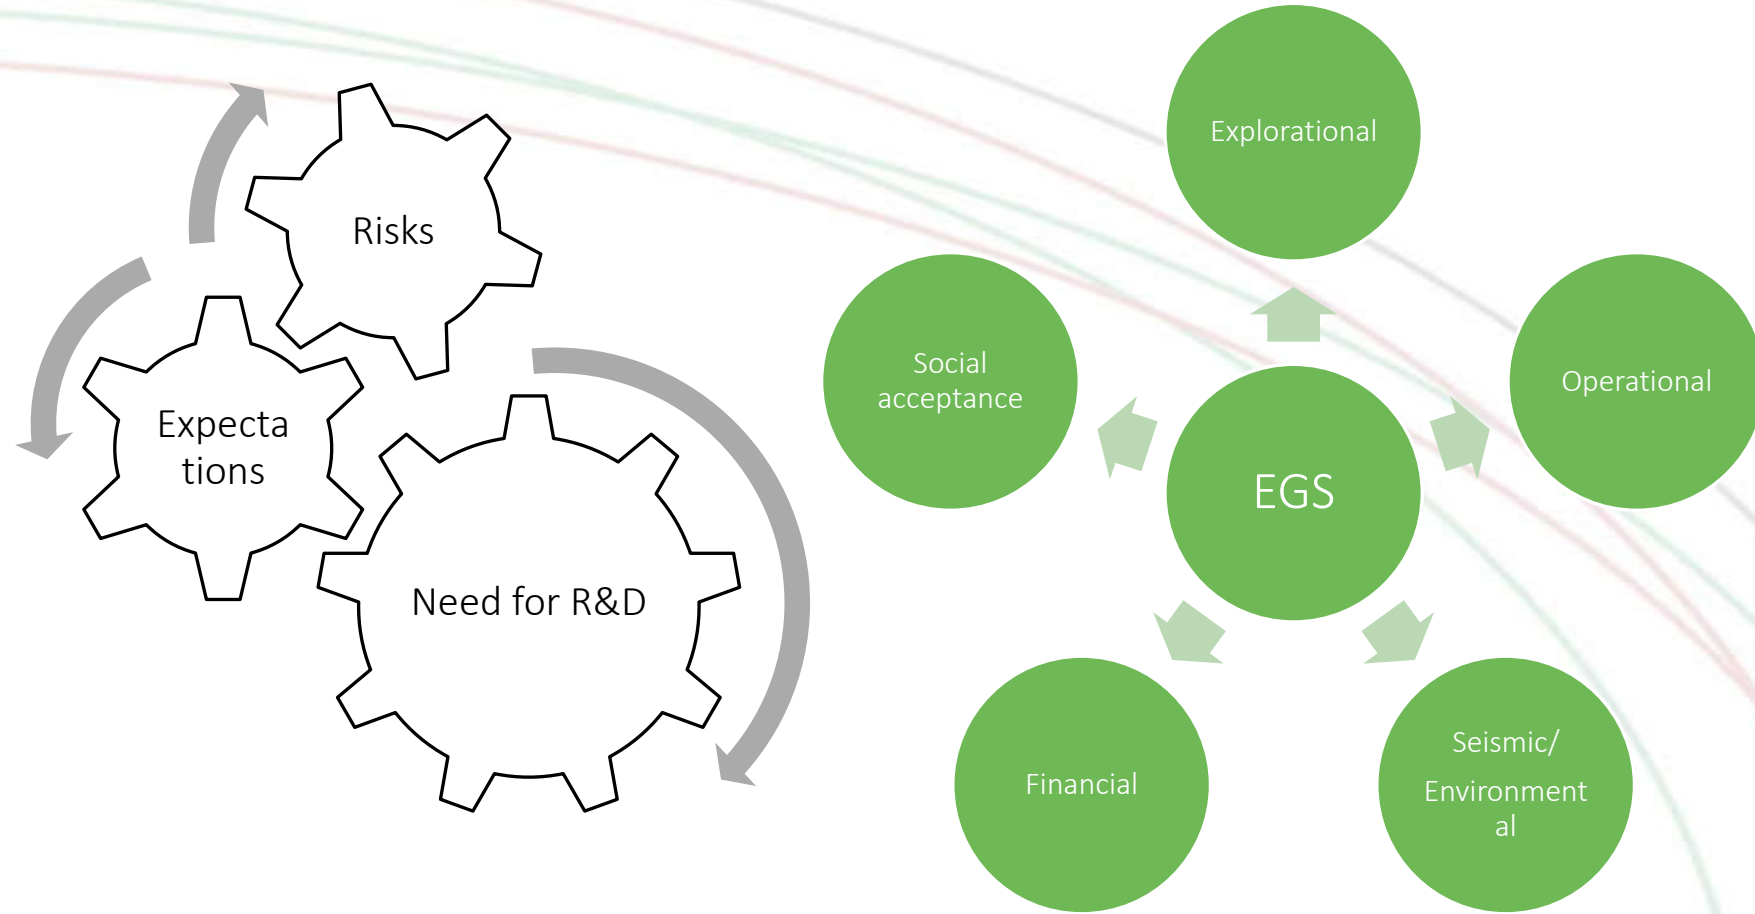 Risks
Expecta
tions
Need for R&D
Explorational
Social
acceptance
Operational
EGS
Financial
Seismic/
Environment
al